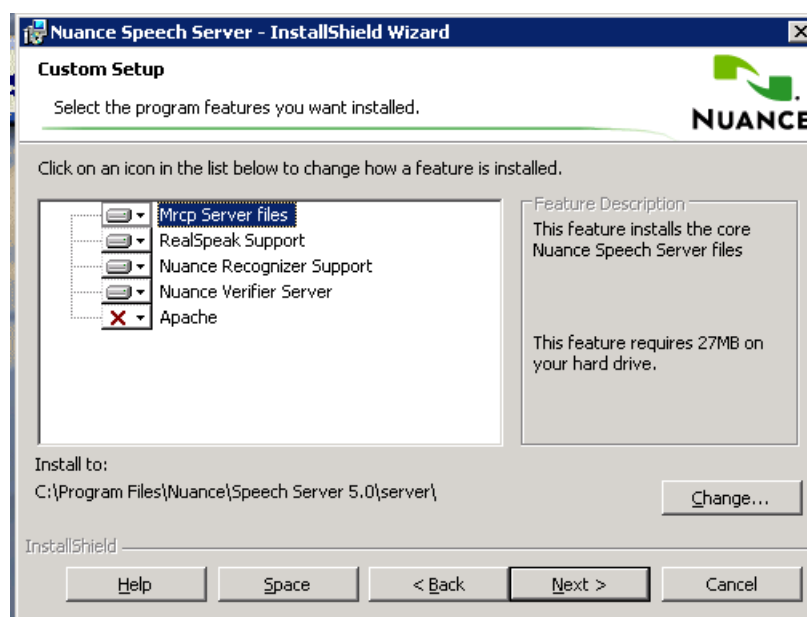 Nuance Speech Server - InstallShield Wizard
Custom Setup
Select the program features you want installed.
NUANCE
Click on an icon in the list below to change how a feature is installed.
Mrcp Server files
RealSpeak Support
Nuance Recognizer Support
Nuance Verifier Server
Apache
Feature Description
This feature installs the core
Nuance Speech Server files
This feature requires 27MB on
your hard drive.
Install to:
C:\Program Files\Nuance\Speech Server 5.0\server\
Change...
InstallShield
Help
Space
< Back
Next >
Cancel